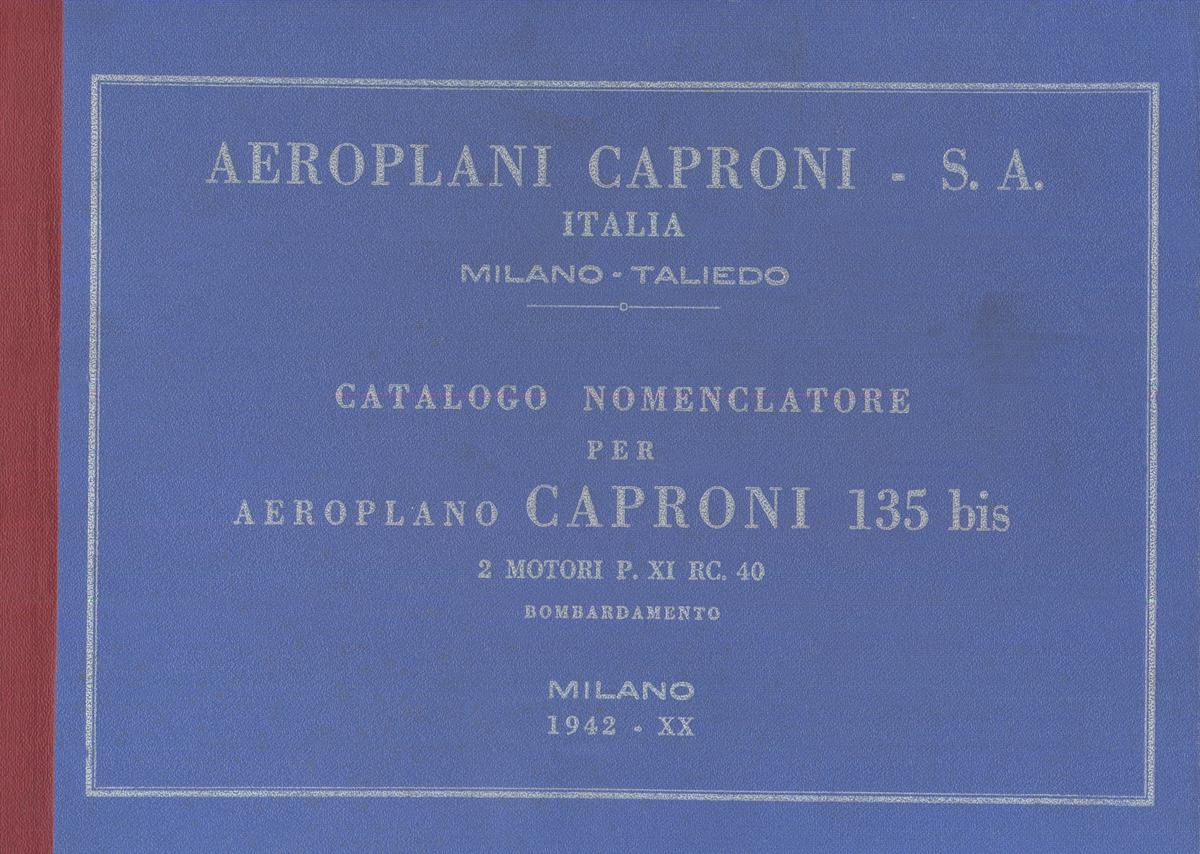 AEROPLANI CAPRONI - S. A.
ITALIA
MILANO - TALIEDO
CATALOGO NOMENCLATORE
PER
AEROPLANO CAPRONI 135 bis
2 MOTORI P. XI RC. 40
BOMBARDAMENTO
MILANO
1942 - XX